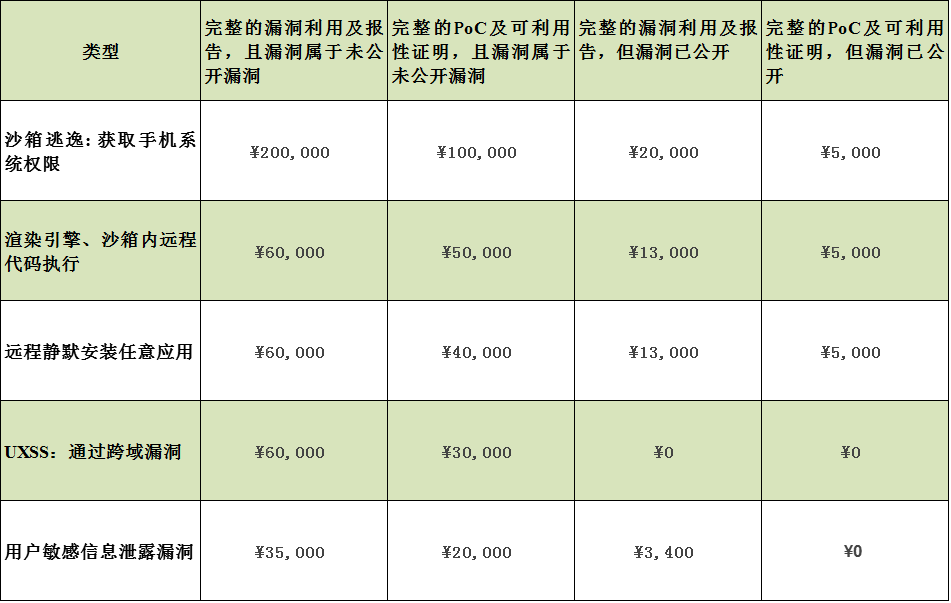 类型
完整的漏洞利用及报
告，且漏洞属于未公
开漏洞
完整的PoC及可利用
性证明，且漏洞属于
未公开漏洞
完整的漏洞利用及报
告，但漏洞已公开
完整的PoC及可利用
性证明，但漏洞已公
开
沙箱逃逸：获取手机系
统权限
¥200,000
¥100,000
¥20,000
¥5,000
渲染引擎、沙箱内远程
代码执行
¥60,000
¥50,000
¥13,000
¥5,000
远程静默安装任意应用
¥60,000
¥40,000
¥13,000
¥5,000
UXSS：通过跨域漏洞
¥60,000
¥30,000
¥0
¥0
用户敏感信息泄露漏洞
¥35,000
¥20,000
¥3,400
¥0